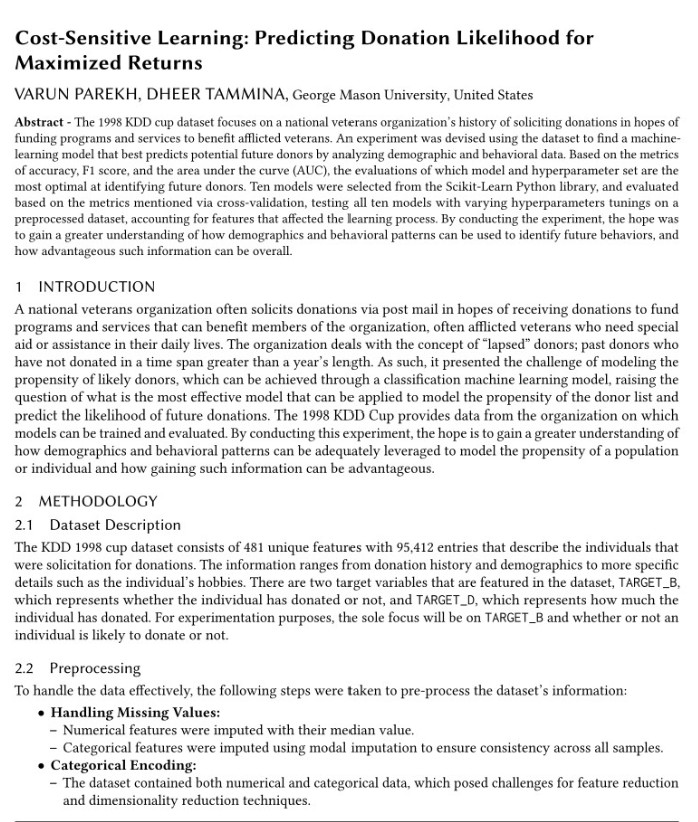 Cost-Sensitive Learning: Predicting Donation Likelihood for
Maximized Returns
VARUN PAREKH, DHEER TAMMINA, George Mason University, United States
Abstract - The 1998 KDD cup dataset focuses on a national veterans organization's history of soliciting donations in hopes of
funding programs and services to benefit afflicted veterans. An experiment was devised using the dataset to find a machine-
learning model that best predicts potential future donors by analyzing demographic and behavioral data. Based on the metrics
of accuracy, F1 score, and the area under the curve (AUC), the evaluations of which model and hyperparameter set are the
most optimal at identifying future donors. Ten models were selected from the Scikit-Learn Python library, and evaluated
based on the metrics mentioned via cross-validation, testing all ten models with varying hyperparameters tunings on a
preprocessed dataset, accounting for features that affected the learning process. By conducting the experiment, the hope was
to gain a greater understanding of how demographics and behavioral patterns can be used to identify future behaviors, and
how advantageous such information can be overall.
1 INTRODUCTION
A national veterans organization often solicits donations via post mail in hopes of receiving donations to fund
programs and services that can benefit members of the organization, often afflicted veterans who need special
aid or assistance in their daily lives. The organization deals with the concept of "lapsed" donors; past donors who
have not donated in a time span greater than a year's length. As such, it presented the challenge of modeling the
propensity of likely donors, which can be achieved through a classification machine learning model, raising the
question of what is the most effective model that can be applied to model the propensity of the donor list and
predict the likelihood of future donations. The 1998 KDD Cup provides data from the organization on which
models can be trained and evaluated. By conducting this experiment, the hope is to gain a greater understanding of
how demographics and behavioral patterns can be adequately leveraged to model the propensity of a population
or individual and how gaining such information can be advantageous.
2 METHODOLOGY
2.1 Dataset Description
The KDD 1998 cup dataset consists of 481 unique features with 95,412 entries that describe the individuals that
were solicitation for donations. The information ranges from donation history and demographics to more specific
details such as the individual's hobbies. There are two target variables that are featured in the dataset, TARGET_B,
which represents whether the individual has donated or not, and TARGET_D, which represents how much the
individual has donated. For experimentation purposes, the sole focus will be on TARGET_B and whether or not an
individual is likely to donate or not.
2.2 Preprocessing
To handle the data effectively, the following steps were taken to pre-process the dataset's information:
• Handling Missing Values:
– Numerical features were imputed with their median value.
– Categorical features were imputed using modal imputation to ensure consistency across all samples.
• Categorical Encoding:
– The dataset contained both numerical and categorical data, which posed challenges for feature reduction
and dimensionality reduction techniques.